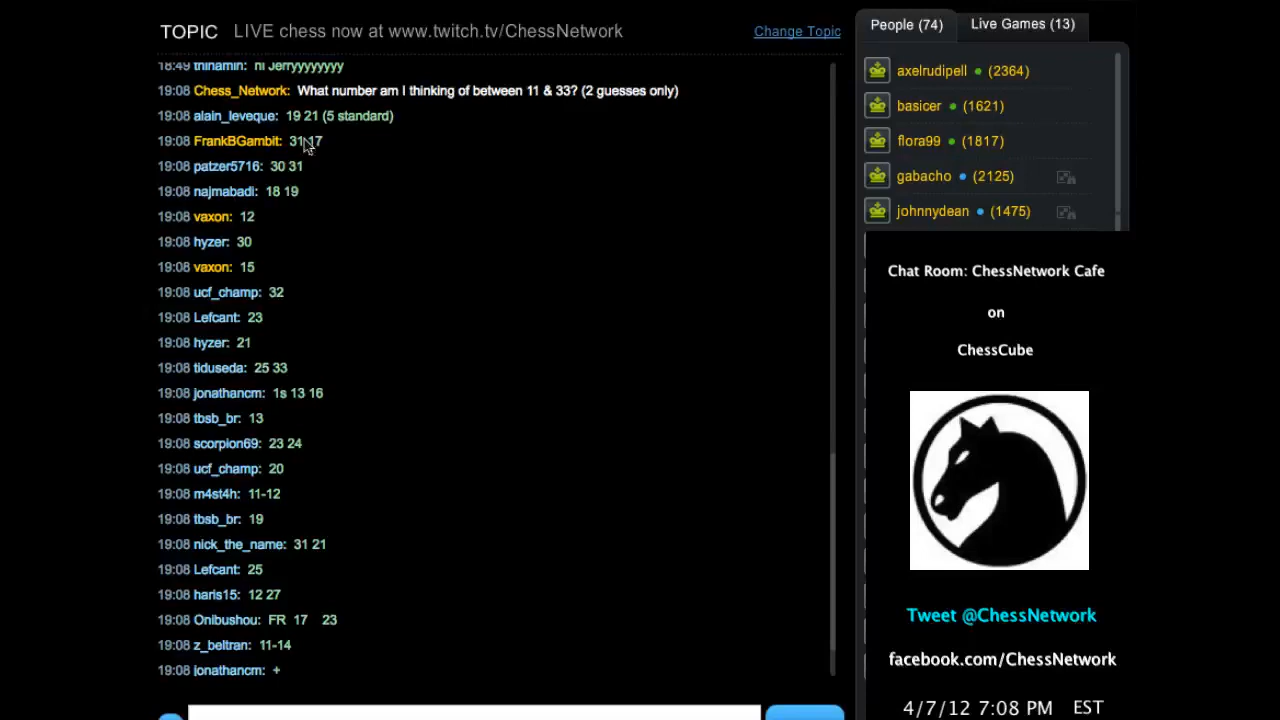 TOPIC LIVE chess now at www.twitch.tv/ChessNetwork Change Topic
18:49 thinamin: hi Jerryyyyyyyy
19:08 Chess_Network: What number am I thinking of between 11 & 33? (2 guesses only)
19:08 alain_leveque: 19 21 (5 standard)
19:08 FrankBGambit: 31 17
19:08 patzer5716: 30 31
19:08 najmabadi: 18 19
19:08 vaxon: 12
19:08 hyzer: 30
19:08 vaxon: 15
19:08 ucf_champ: 32
19:08 Lefcant: 23
19:08 hyzer: 21
19:08 tiduseda: 25 33
19:08 jonathancm: 1s 13 16
19:08 tbsb_br: 13
19:08 scorpion69: 23 24
19:08 ucf_champ: 20
19:08 m4st4h: 11-12
19:08 tbsb_br: 19
19:08 nick_the_name: 31 21
19:08 Lefcant: 25
19:08 haris15: 12 27
19:08 Onibushou: FR 17 23
19:08 z_beltran: 11-14
19:08 jonathancm: +
People (74) Live Games (13)
axelrudipell (2364)
basicer (1621)
flora99 (1817)
gabacho (2125)
johnnydean (1475)
Chat Room: ChessNetwork Cafe
on
ChessCube
Tweet @ChessNetwork
facebook.com/ChessNetwork
4/7/12 7:08 PM EST